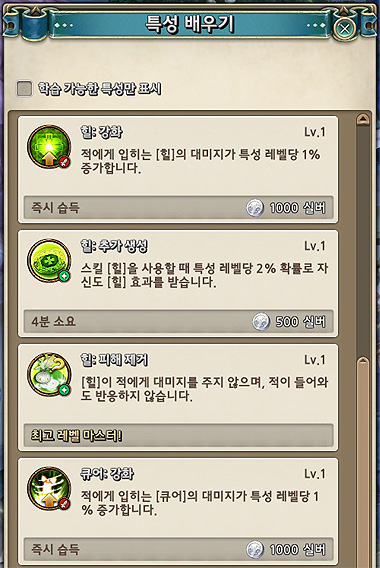 특성 배우기
학습 가능한 특성만 표시
힐: 강화 Lv.1
적에게 입히는 [힐]의 대미지가 특성 레벨당 1%
증가합니다.
즉시 습득 1000 실버
힐: 추가 생성 Lv.1
스킬 [힐]을 사용할 때 특성 레벨당 2% 확률로 자
신도 [힐] 효과를 받습니다.
4분 소요 500 실버
힐: 피해 제거 Lv.1
[힐]이 적에게 대미지를 주지 않으며, 적이 들어와
도 반응하지 않습니다.
최고 레벨 마스터!
큐어: 강화 Lv.1
적에게 입히는 [큐어]의 대미지가 특성 레벨당 1
% 증가합니다.
즉시 습득 1000 실버